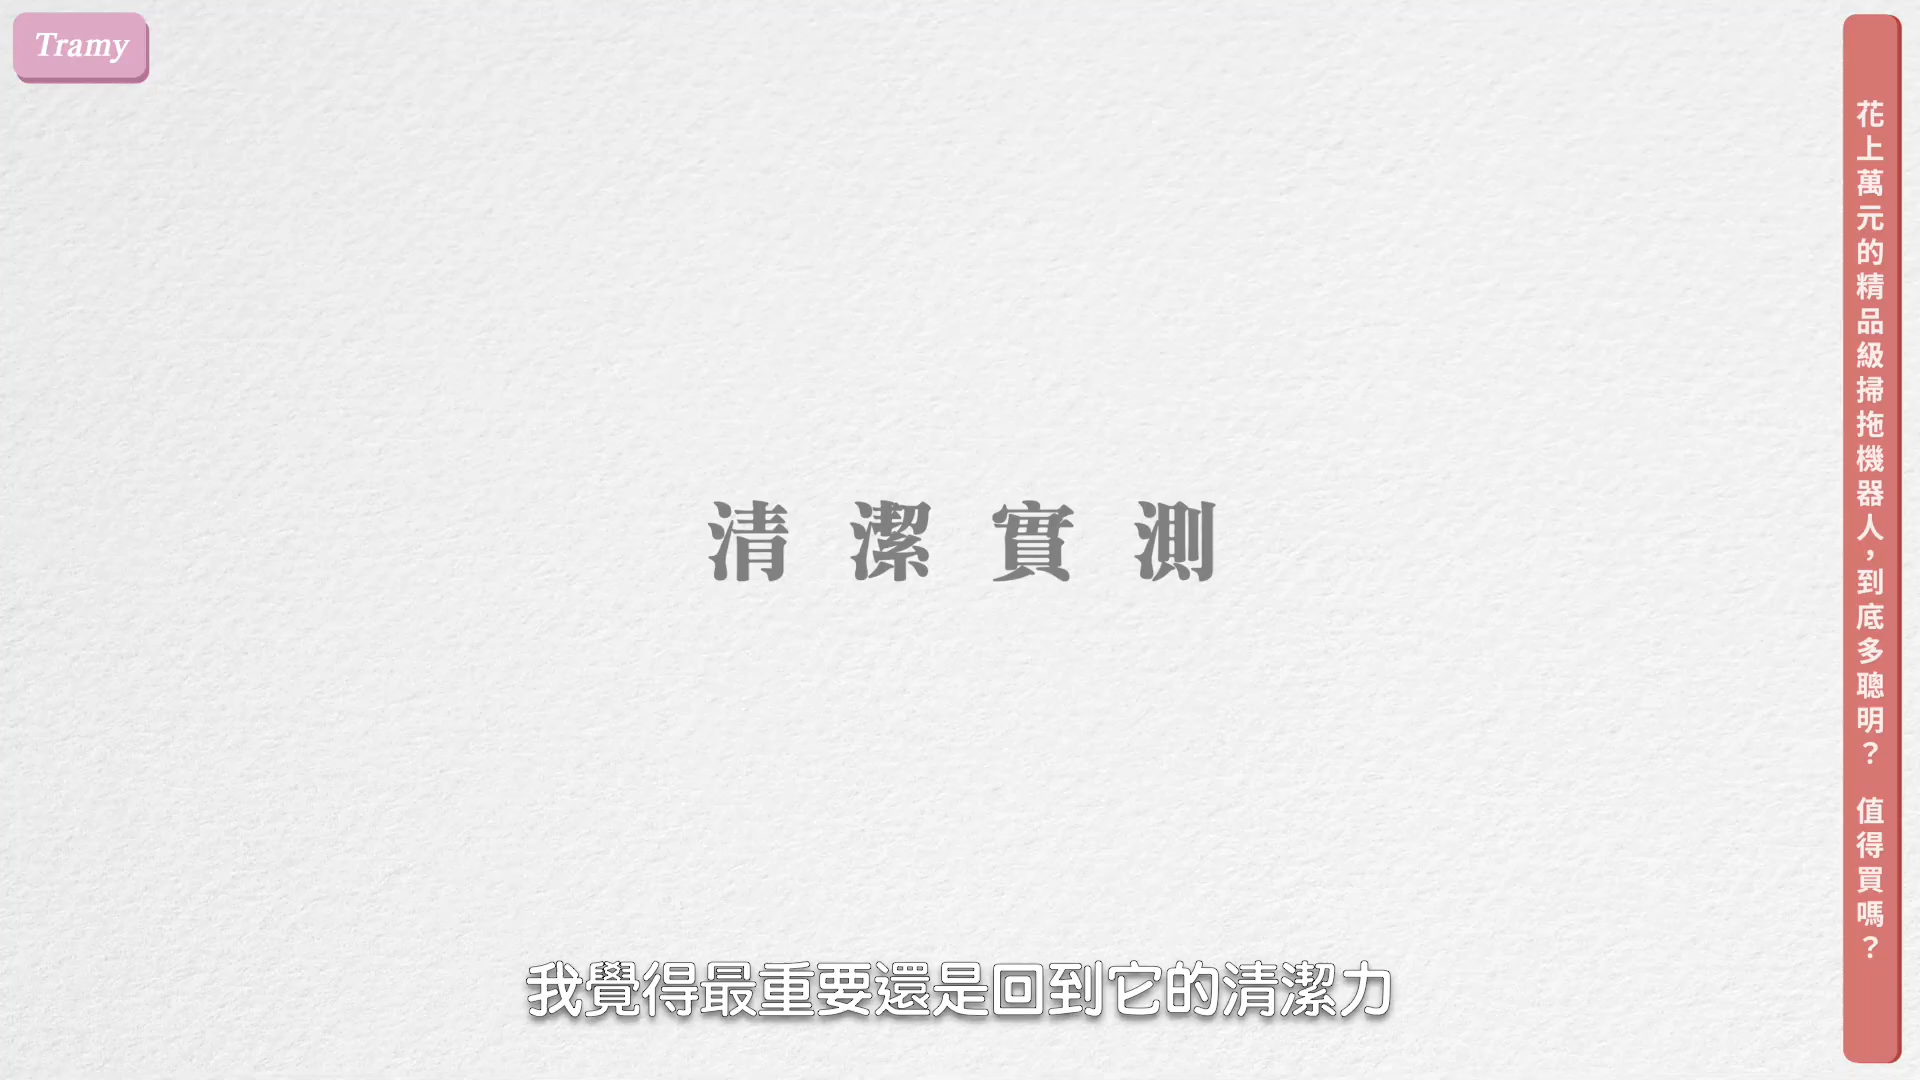 Tramy
花上萬元的精品級掃拖機器人，到底多聰明？ 值得買嗎？
清潔實測
我覺得最重要還是回到它的清潔力